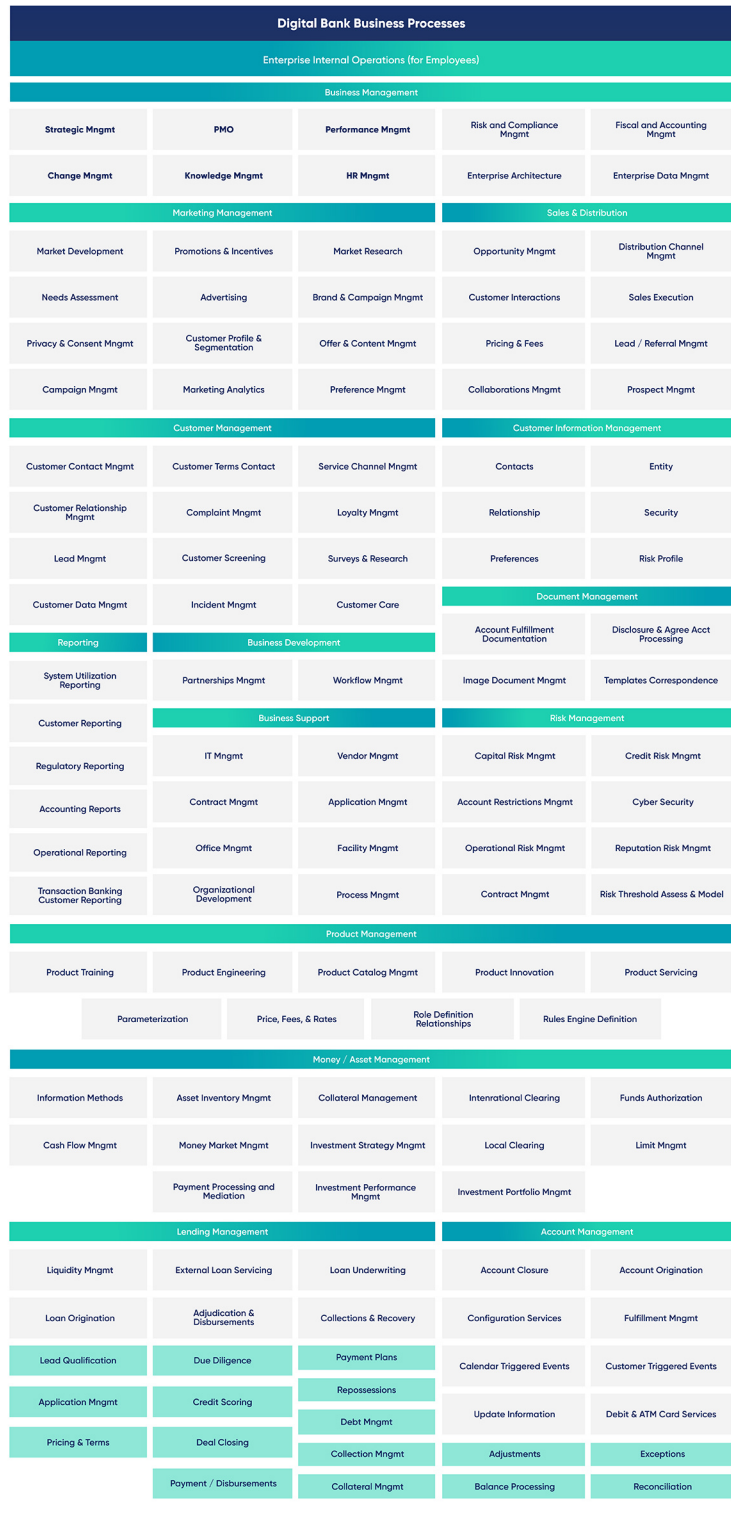 Digital Bank Business Processes
Enterprise Internal Operations (for Employees)
Business Management
Strategic Mngmt
PMO
Performance Mngmt
Risk and Compliance
Mngmt
Fiscal and Accounting
Mngmt
Change Mngmt
Knowledge Mngmt
HR Mngmt
Enterprise Architecture
Enterprise Data Mngmt
Marketing Management
Market Development
Promotions & Incentives
Market Research
Needs Assessment
Advertising
Brand & Campaign Mngmt
Privacy & Consent Mngmt
Customer Profile &
Segmentation
Offer & Content Mngmt
Campaign Mngmt
Marketing Analytics
Preference Mngmt
Sales & Distribution
Opportunity Mngmt
Distribution Channel
Mngmt
Customer Interactions
Sales Execution
Pricing & Fees
Lead / Referral Mngmt
Collaborations Mngmt
Prospect Mngmt
Customer Management
Customer Contact Mngmt
Customer Terms Contact
Service Channel Mngmt
Customer Relationship
Mngmt
Complaint Mngmt
Loyalty Mngmt
Lead Mngmt
Customer Screening
Surveys & Research
Customer Data Mngmt
Incident Mngmt
Customer Care
Customer Information Management
Contacts
Entity
Relationship
Security
Preferences
Risk Profile
Document Management
Account Fulfillment
Documentation
Disclosure & Agree Acct
Processing
Image Document Mngmt
Templates Correspondence
Reporting
System Utilization
Reporting
Customer Reporting
Regulatory Reporting
Accounting Reports
Operational Reporting
Transaction Banking
Customer Reporting
Business Development
Partnerships Mngmt
Workflow Mngmt
Business Support
IT Mngmt
Vendor Mngmt
Contract Mngmt
Application Mngmt
Office Mngmt
Facility Mngmt
Organizational
Development
Process Mngmt
Risk Management
Capital Risk Mngmt
Credit Risk Mngmt
Account Restrictions Mngmt
Cyber Security
Operational Risk Mngmt
Reputation Risk Mngmt
Contract Mngmt
Risk Threshold Assess & Model
Product Management
Product Training
Product Engineering
Product Catalog Mngmt
Product Innovation
Product Servicing
Parameterization
Price, Fees, & Rates
Role Definition
Relationships
Rules Engine Definition
Money / Asset Management
Information Methods
Asset Inventory Mngmt
Collateral Management
Intenrational Clearing
Funds Authorization
Cash Flow Mngmt
Money Market Mngmt
Investment Strategy Mngmt
Local Clearing
Limit Mngmt
Payment Processing and
Mediation
Investment Performance
Mngmt
Investment Portfolio Mngmt
Lending Management
Liquidity Mngmt
External Loan Servicing
Loan Underwriting
Loan Origination
Adjudication &
Disbursements
Collections & Recovery
Lead Qualification
Due Diligence
Payment Plans
Repossessions
Application Mngmt
Credit Scoring
Debt Mngmt
Pricing & Terms
Deal Closing
Collection Mngmt
Payment / Disbursements
Collateral Mngmt
Account Management
Account Closure
Account Origination
Configuration Services
Fulfillment Mngmt
Calendar Triggered Events
Customer Triggered Events
Update Information
Debit & ATM Card Services
Adjustments
Exceptions
Balance Processing
Reconciliation